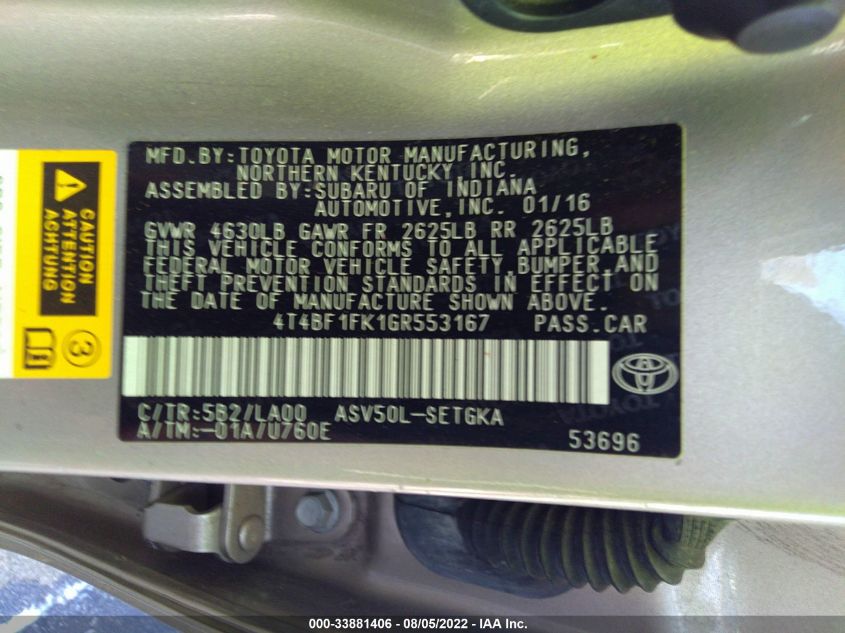 MFD.BY:TOYOTA MOTOR MANUFACTURING,
NORTHERN KENTUCKY,INC.
ASSEMBLED BY:SUBARU OF INDIANA
AUTOMOTIVE,INC. 01/16
GVWR 4630LB GAWR FR 2625LB RR 2625LB
THIS VEHICLE CONFORMS TO ALL APPLICABLE
FEDERAL MOTOR VEHICLE SAFETY,BUMPER,AND
THEFT PREVENTION STANDARDS IN EFFECT ON
THE DATE OF MANUFACTURE SHOWN ABOVE.
4T4BF1FK1GR553167 PASS.CAR
C/TR:5B2/LA00 ASV50L-SETGKA
A/TM:-01A/U760E
53696
TOYOTA
CAUTION
ATTENTION
ACHTUNG
3
000-33881406 - 08/05/2022 - IAA Inc.